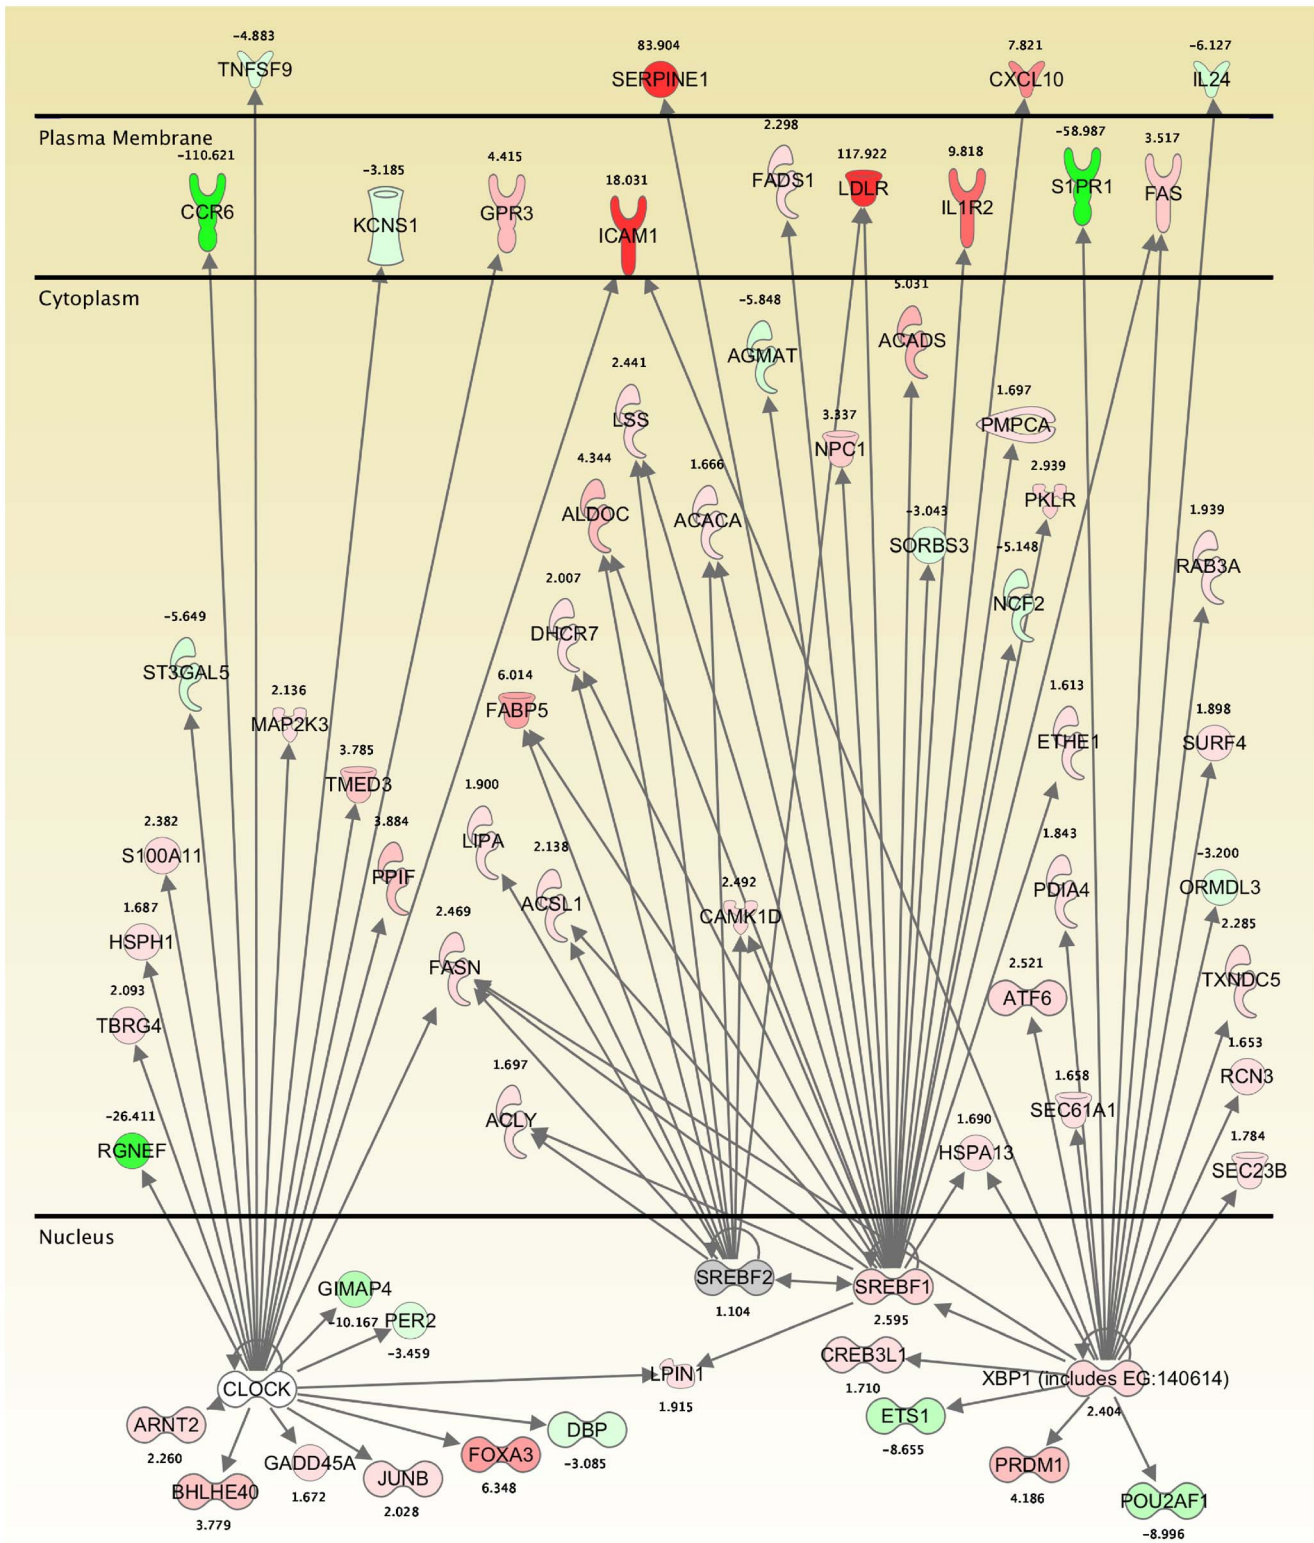 -4.883
TNFSF9
83.904
SERPINE1
7.821
CXCL10
-6.127
IL24
Plasma Membrane
-110.621
CCR6
-3.185
KCNS1
4.415
GPR3
18.031
ICAM1
2.298
FADS1
117.922
LDLR
9.818
IL1R2
-58.987
S1PR1
3.517
FAS
Cytoplasm
-5.848
AGMAT
5.031
ACADS
2.441
LSS
3.337
NPC1
1.697
PMPCA
4.344
ALDOC
1.666
ACACA
2.939
PKLR
-3.043
SORBS3
1.939
RAB3A
-5.148
NCF2
2.007
DHCR7
-5.649
ST3GAL5
2.136
MAP2K3
6.014
FABP5
1.613
ETHE1
1.898
SURF4
3.785
TMED3
2.382
S100A11
3.884
PPIF
1.900
LIPA
2.138
ACSL1
2.492
CAMK1D
1.843
PDIA4
-3.200
ORMDL3
1.687
HSPH1
2.469
FASN
2.285
TXNDC5
2.093
TBRG4
2.521
ATF6
1.653
RCN3
1.697
ACLY
1.658
SEC61A1
-26.411
RGNEF
1.690
HSPA13
1.784
SEC23B
Nucleus
GIMAP4
-10.167
PER2
-3.459
SREBF2
1.104
SREBF1
2.595
CLOCK
LPIN1
1.915
CREB3L1
1.710
XBP1 (includes EG:140614)
2.404
ARNT2
2.260
BHLHE40
3.779
GADD45A
1.672
JUNB
2.028
FOXA3
6.348
DBP
-3.085
ETS1
-8.655
PRDM1
4.186
POU2AF1
-8.996